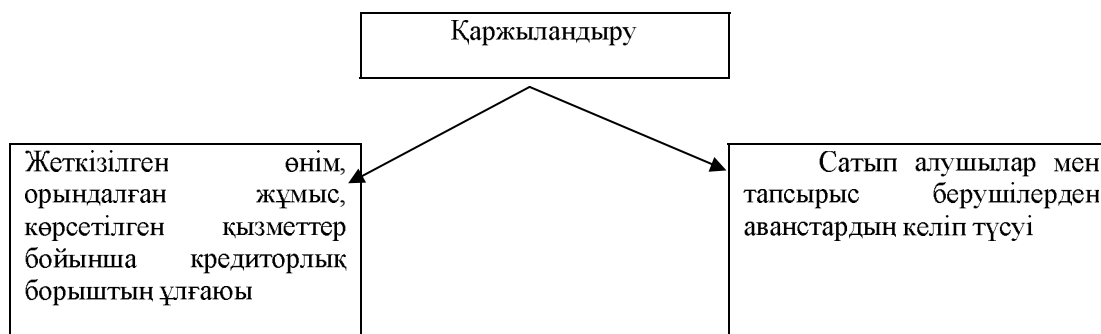 Қаржыландыру
Жеткізілген өнім,
орындалған жұмыс,
көрсетілген қызметтер
бойынша кредиторлық
борыштың ұлғаюы
Сатып алушылар мен
тапсырыс берушілерден
аванстардың келіп түсуі